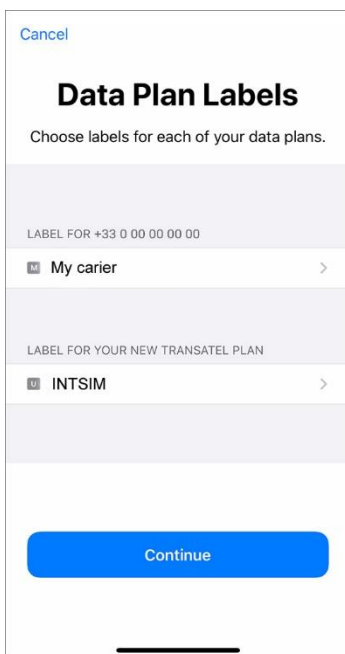 Cancel
Data Plan Labels
Choose labels for each of your data plans.
LABEL FOR +33 0 00 00 00 00
M My carier
LABEL FOR YOUR NEW TRANSATEL PLAN
U INTSIM
Continue